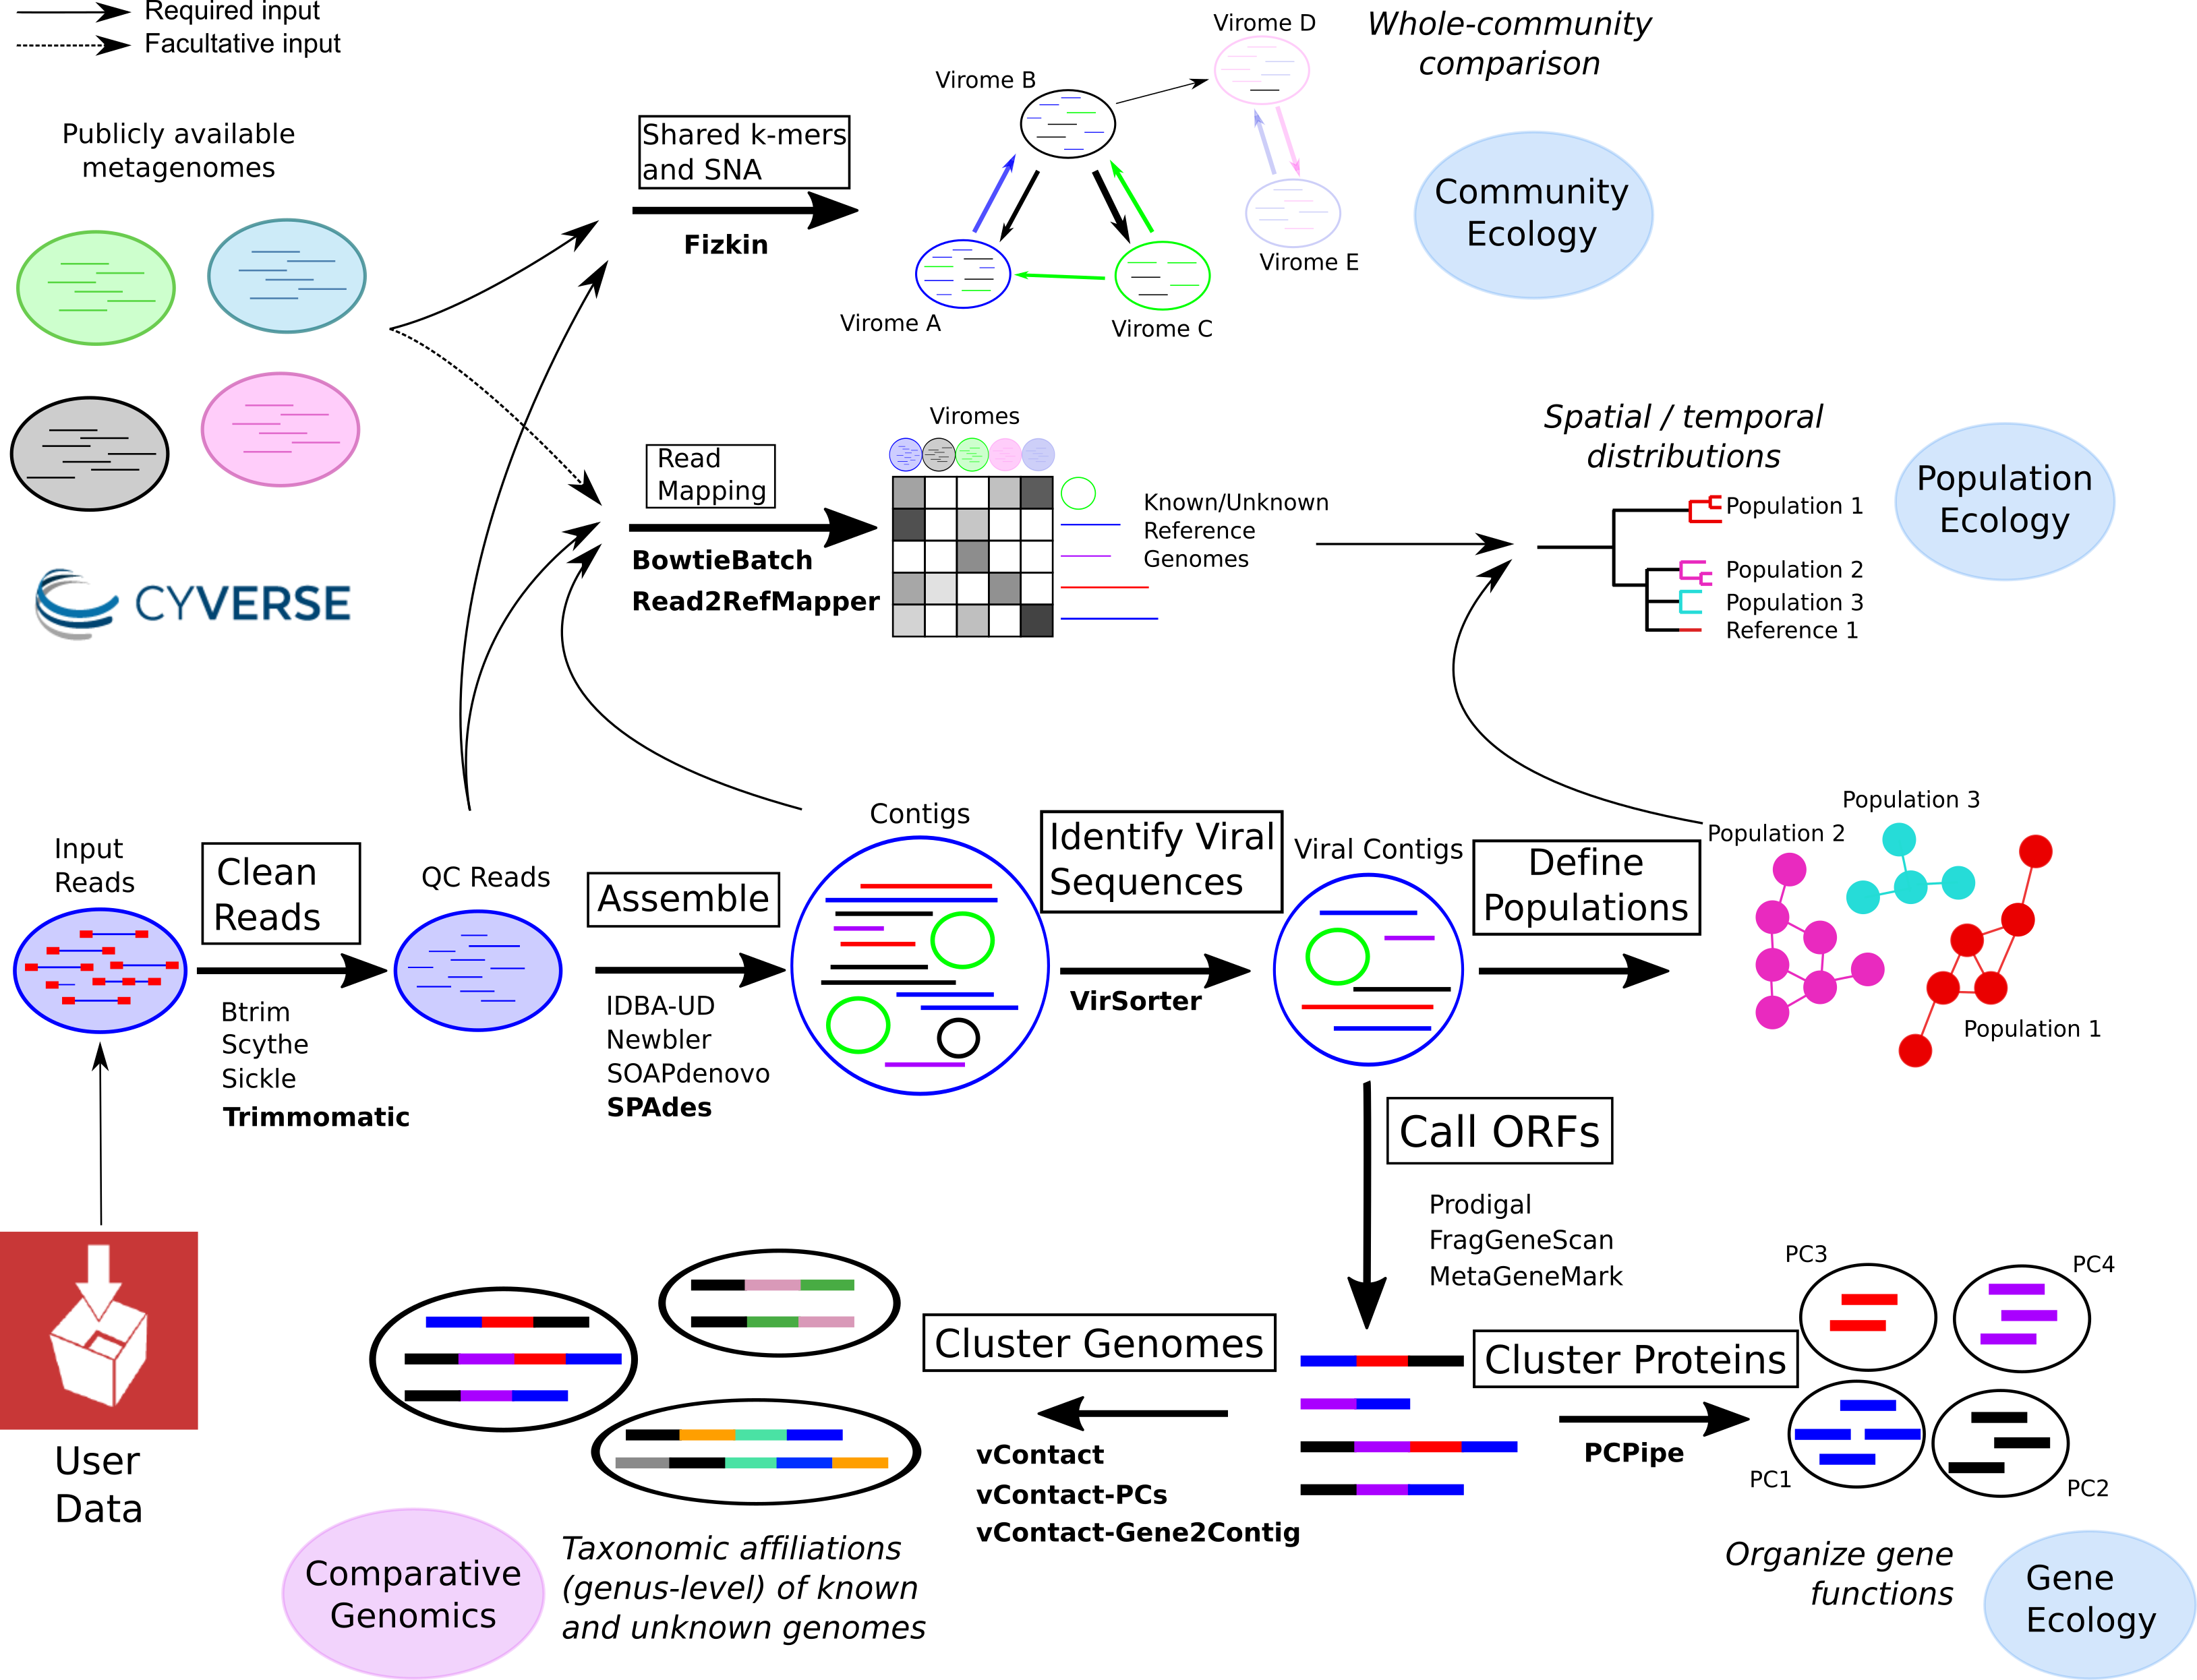 Required input
Facultative input
Publicly available
metagenomes
CYVERSE
Shared k-mers
and SNA
Fizkin
Virome B
Virome D
Virome A
Virome C
Virome E
Whole-community
comparison
Community
Ecology
Read
Mapping
BowtieBatch
Read2RefMapper
Viromes
Known/Unknown
Reference
Genomes
Spatial / temporal
distributions
Population 1
Population 2
Population 3
Reference 1
Population
Ecology
Input
Reads
Clean
Reads
Btrim
Scythe
Sickle
Trimmomatic
QC Reads
Assemble
IDBA-UD
Newbler
SOAPdenovo
SPAdes
Contigs
Identify Viral
Sequences
VirSorter
Viral Contigs
Define
Populations
Population 3
Population 2
Population 1
Call ORFs
Prodigal
FragGeneScan
MetaGeneMark
User
Data
Cluster Genomes
vContact
vContact-PCs
vContact-Gene2Contig
Comparative
Genomics
Taxonomic affiliations
(genus-level) of known
and unknown genomes
Cluster Proteins
PCPipe
PC3
PC4
PC1
PC2
Organize gene
functions
Gene
Ecology